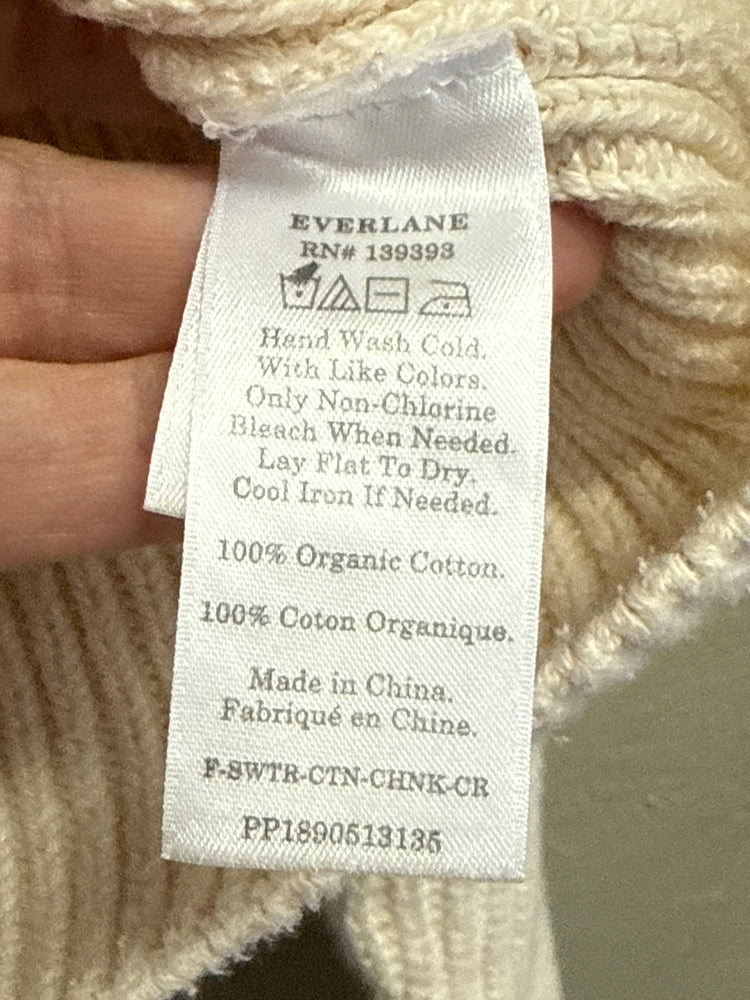 EVERLANE
RN# 139393
Hand Wash Cold.
With Like Colors.
Only Non-Chlorine
Bleach When Needed.
Lay Flat To Dry.
Cool Iron If Needed.
100% Organic Cotton.
100% Coton Organique.
Made in China.
Fabriqué en Chine.
F-SWTR-CTN-CHNK-CR
PP1890513135